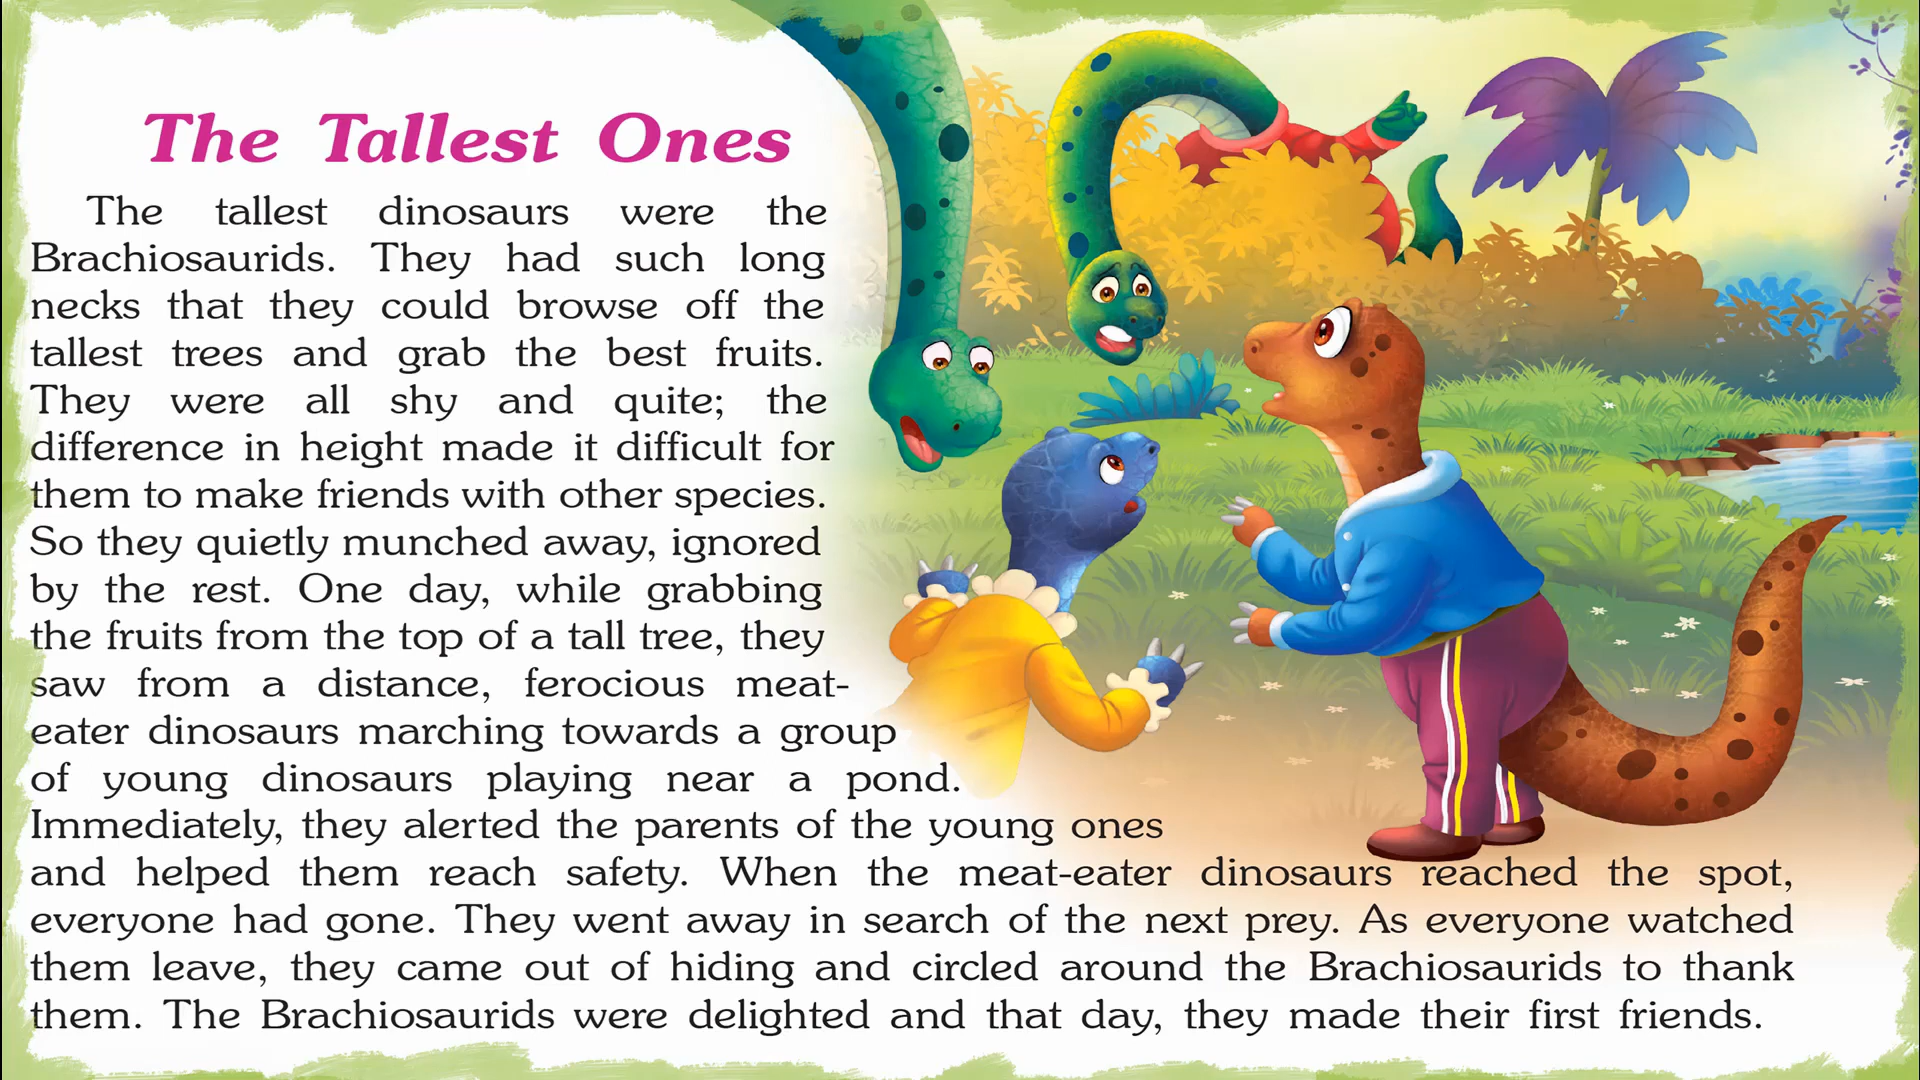 The Tallest Ones
The tallest dinosaurs were the
Brachiosaurids. They had such long
necks that they could browse off the
tallest trees and grab the best fruits.
They were all shy and quite; the
difference in height made it difficult for
them to make friends with other species.
So they quietly munched away, ignored
by the rest. One day, while grabbing
the fruits from the top of a tall tree, they
saw from a distance, ferocious meat-
eater dinosaurs marching towards a group
of young dinosaurs playing near a pond.
Immediately, they alerted the parents of the young ones
and helped them reach safety. When the meat-eater dinosaurs reached the spot,
everyone had gone. They went away in search of the next prey. As everyone watched
them leave, they came out of hiding and circled around the Brachiosaurids to thank
them. The Brachiosaurids were delighted and that day, they made their first friends.